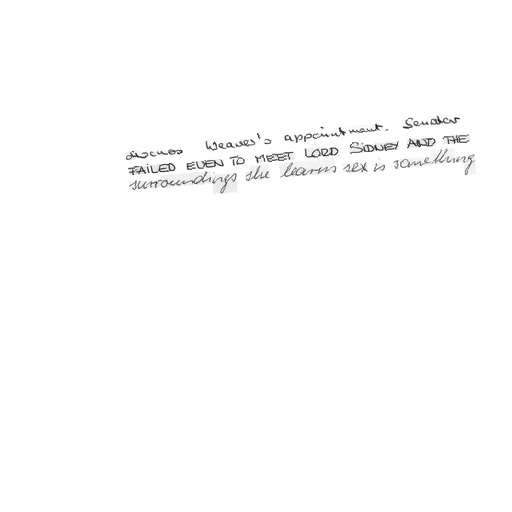 discuss Weaver's appointment. Senator
FAILED EVEN TO MEET LORD SIDNEY AND THE
surroundings she learns sex is something